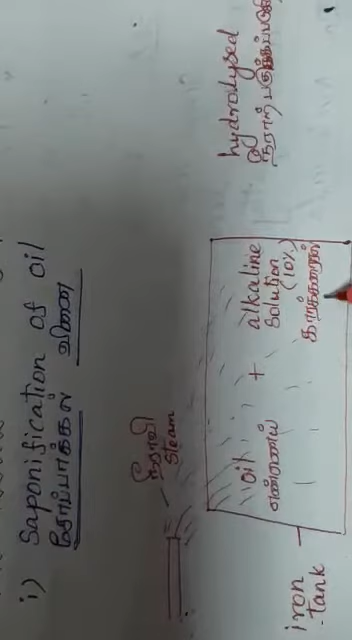 i) Saponification of oil
சோப்பாக்கல் வினை
நீராவி
Steam
oil + alkaline
solution
(10%)
எண்ணெய்
காரக்கரைசல்
iron
tank
hydrolysed